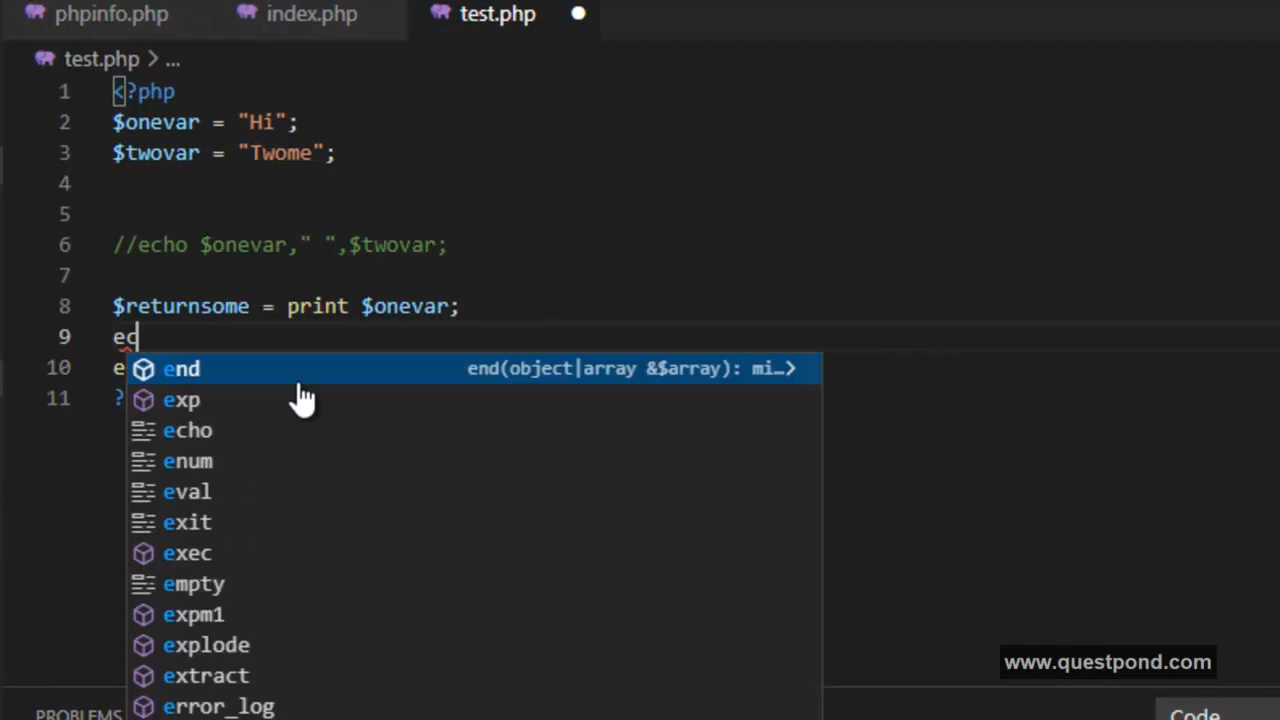 phpinfo.php index.php test.php
test.php > ...
1 <?php
2 $onevar = "Hi";
3 $twovar = "Twome";
4
5
6 //echo $onevar," ",$twovar;
7
8 $returnsome = print $onevar;
9 ec
10 e
11 ?
end end(object|array &$array): mi…>
exp
echo
enum
eval
exit
exec
empty
expm1
explode
extract
error_log
www.questpond.com
PROBLEMS
Code